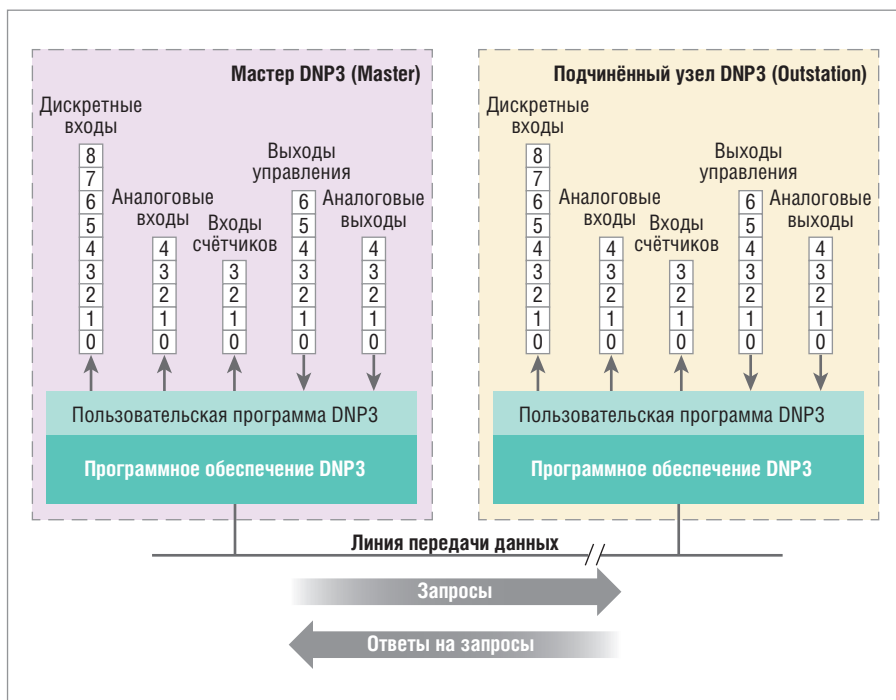 Мастер DNP3 (Master)
Дискретные
входы
8
7
6
5
4
3
2
1
0
Аналоговые
входы
4
3
2
1
0
Входы
счётчиков
3
2
1
0
Выходы
управления
6
5
4
3
2
1
0
Аналоговые
выходы
4
3
2
1
0
Пользовательская программа DNP3
Программное обеспечение DNP3
Подчинённый узел DNP3 (Outstation)
Дискретные
входы
8
7
6
5
4
3
2
1
0
Аналоговые
входы
4
3
2
1
0
Входы
счётчиков
3
2
1
0
Выходы
управления
6
5
4
3
2
1
0
Аналоговые
выходы
4
3
2
1
0
Пользовательская программа DNP3
Программное обеспечение DNP3
Линия передачи данных
Запросы
Ответы на запросы